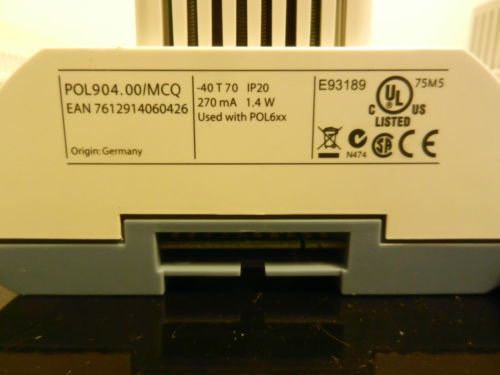 POL904.00/MCQ
EAN 7612914060426
Origin: Germany
-40 T 70 IP20
270 mA 1.4 W
Used with POL6xx
E93189
75M5
C UL US
LISTED
N474
SA
CE